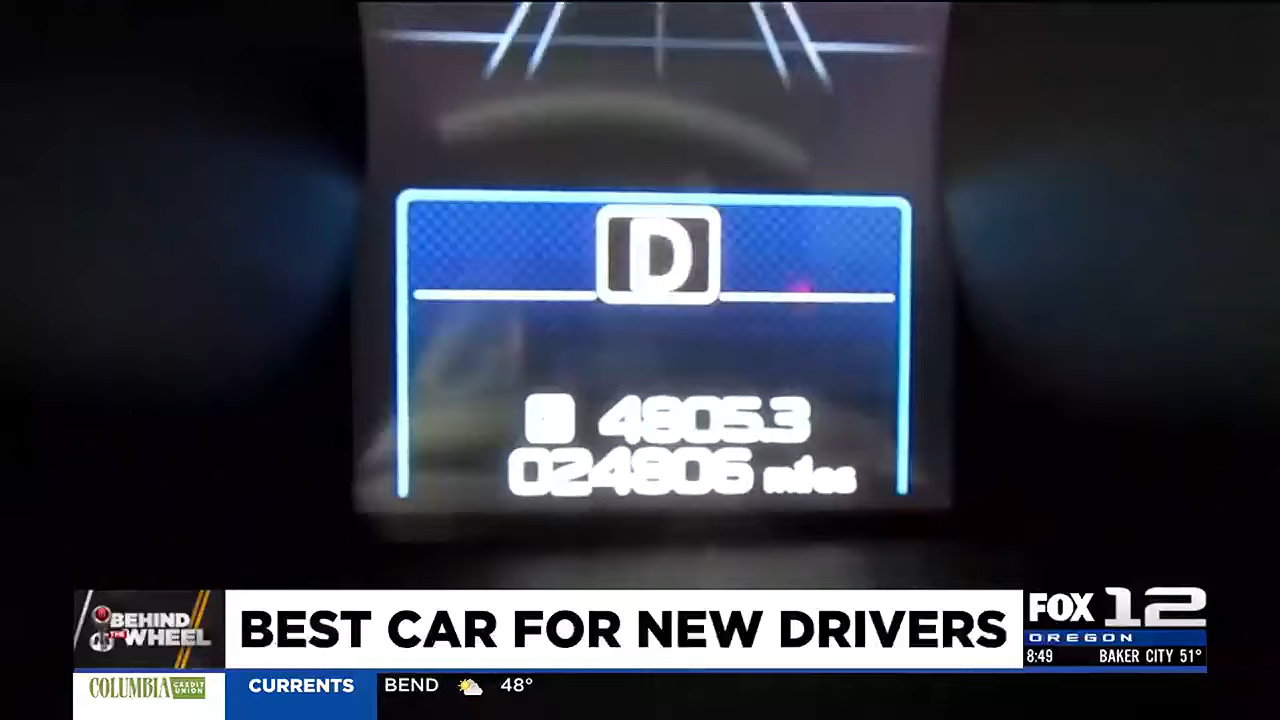 D
4805.3
024806 miles
BEHIND
THE
WHEEL
BEST CAR FOR NEW DRIVERS
FOX 12
OREGON
8:49 BAKER CITY 51°
COLUMBIA CREDIT UNION
CURRENTS BEND 48°